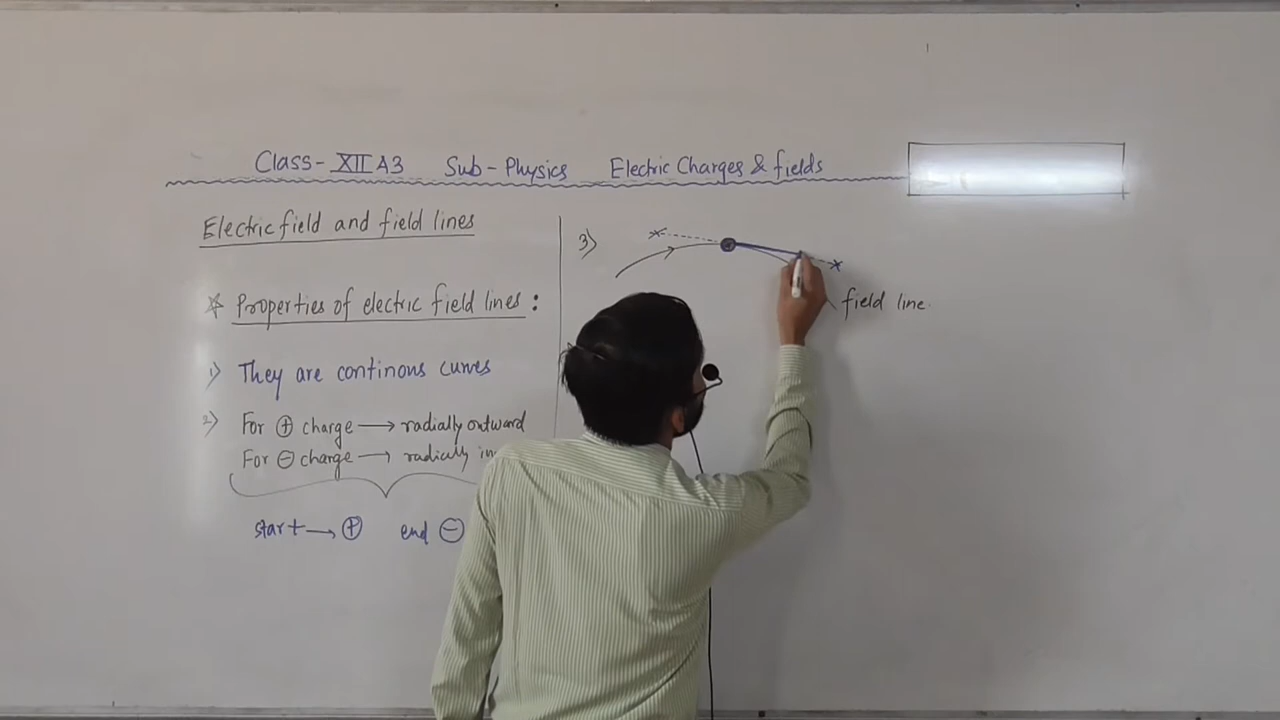 Class-XII A3 Sub-Physics Electric Charges & fields
Electric field and field lines
☆ Properties of electric field lines:
1) They are continous curves
2) For ⊕ charge → radially outward
For ⊖ charge → radially
start → ⊕ end ⊖
3)
field line.